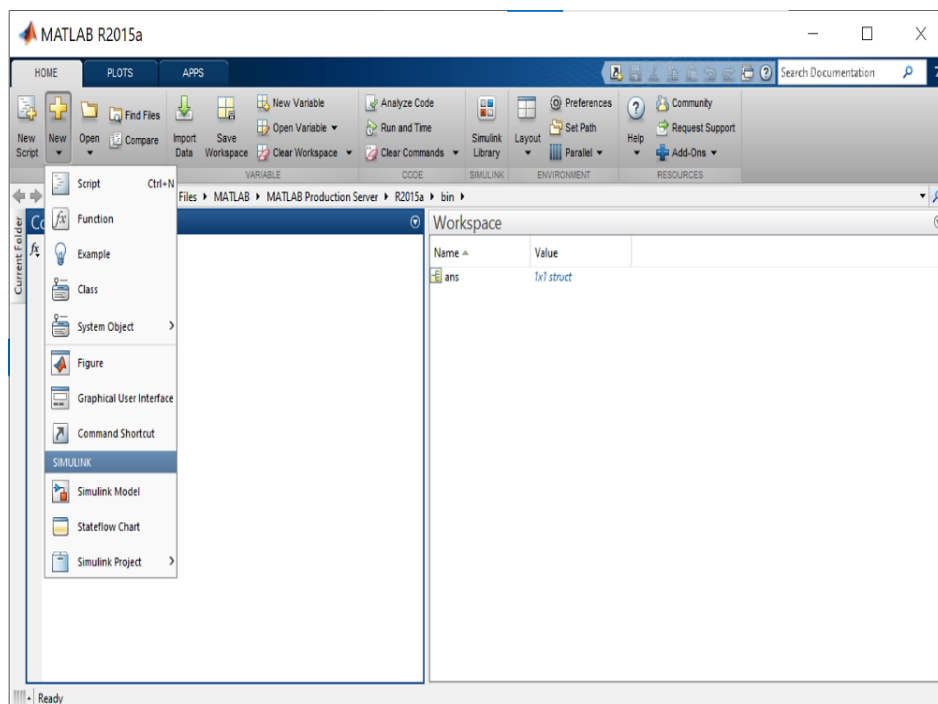 MATLAB R2015a
HOME PLOTS APPS
Search Documentation
New Script
New
Open
Find Files
Compare
Import Data
Save Workspace
New Variable
Open Variable
Clear Workspace
VARIABLE
Analyze Code
Run and Time
Clear Commands
CODE
Simulink Library
SIMULINK
Layout
Preferences
Set Path
Parallel
ENVIRONMENT
Help
Community
Request Support
Add-Ons
RESOURCES
Files MATLAB MATLAB Production Server R2015a bin
Current Folder
Co
fx
Script Ctrl+N
Function
Example
Class
System Object
Figure
Graphical User Interface
Command Shortcut
SIMULINK
Simulink Model
Stateflow Chart
Simulink Project
Workspace
Name Value
ans 1x1 struct
Ready